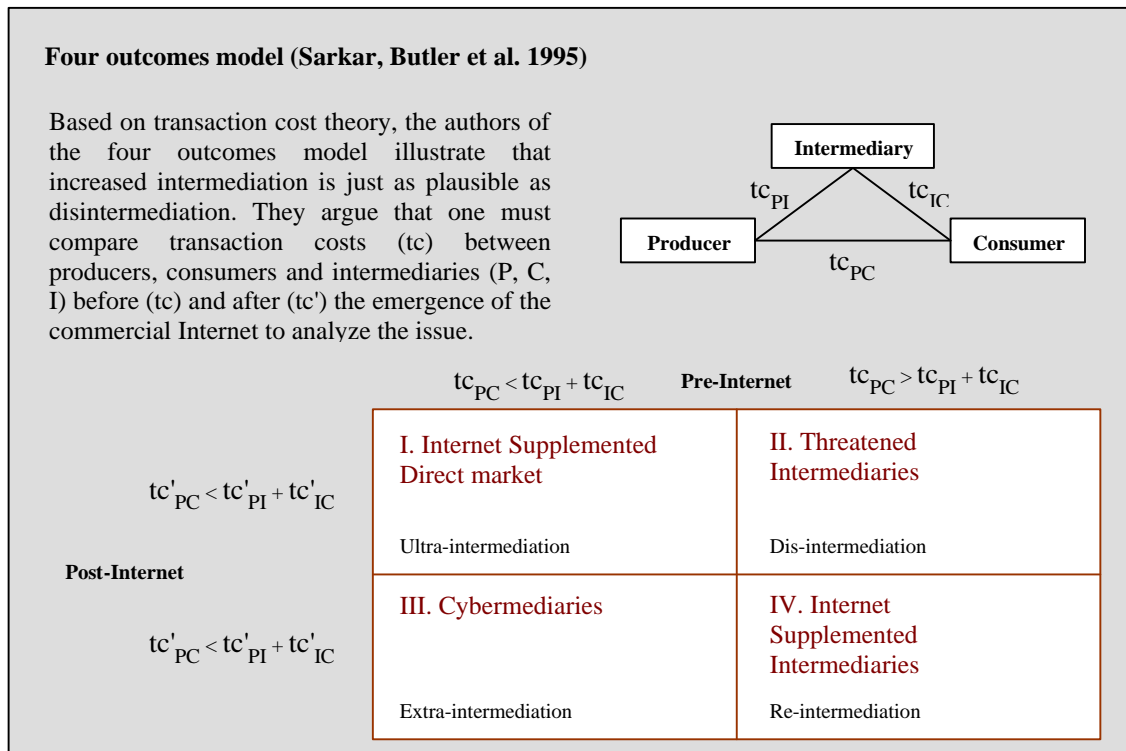 Four outcomes model (Sarkar, Butler et al. 1995)
Based on transaction cost theory, the authors of
the four outcomes model illustrate that
increased intermediation is just as plausible as
disintermediation. They argue that one must
compare transaction costs (tc) between
producers, consumers and intermediaries (P, C,
I) before (tc) and after (tc') the emergence of the
commercial Internet to analyze the issue.
Intermediary
tcPI
tcIC
Producer
Consumer
tcPC
tcPC < tcPI + tcIC
Pre-Internet
tcPC > tcPI + tcIC
I. Internet Supplemented
Direct market
II. Threatened
Intermediaries
tc'PC < tc'PI + tc'IC
Ultra-intermediation
Dis-intermediation
Post-Internet
III. Cybermediaries
IV. Internet
Supplemented
Intermediaries
tc'PC < tc'PI + tc'IC
Extra-intermediation
Re-intermediation